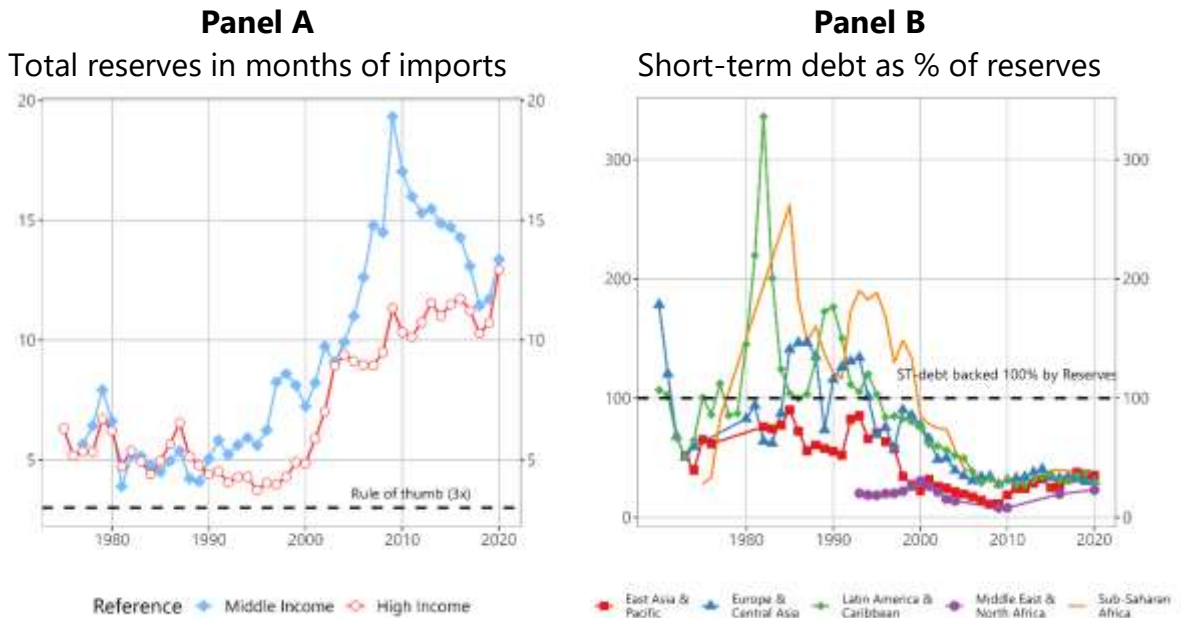 Panel A
Total reserves in months of imports
20
20
15
15
10
10
5
5
Rule of thumb (3x)
1980
1990
2000
2010
2020
Reference
Middle Income
High Income
Panel B
Short-term debt as % of reserves
300
300
200
200
ST-debt backed 100% by Reserves
100
100
0
0
1980
1990
2000
2010
2020
East Asia &
Pacific
Europe &
Central Asia
Latin America &
Caribbean
Middle East &
North Africa
Sub-Saharan
Africa